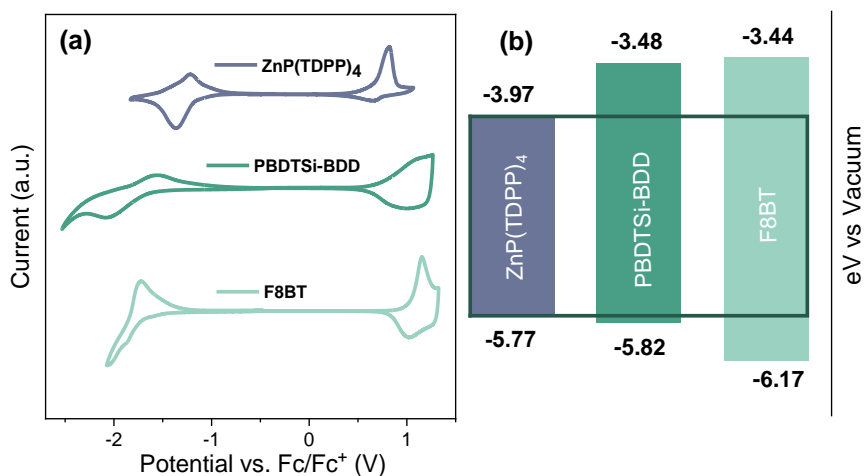 (a)
ZnP(TDPP)₄
PBDTSi-BDD
F8BT
Current (a.u.)
-2
-1
0
1
Potential vs. Fc/Fc⁺ (V)
(b)
-3.97
-3.48
-3.44
ZnP(TDPP)₄
PBDTSi-BDD
F8BT
-5.77
-5.82
-6.17
eV vs Vacuum